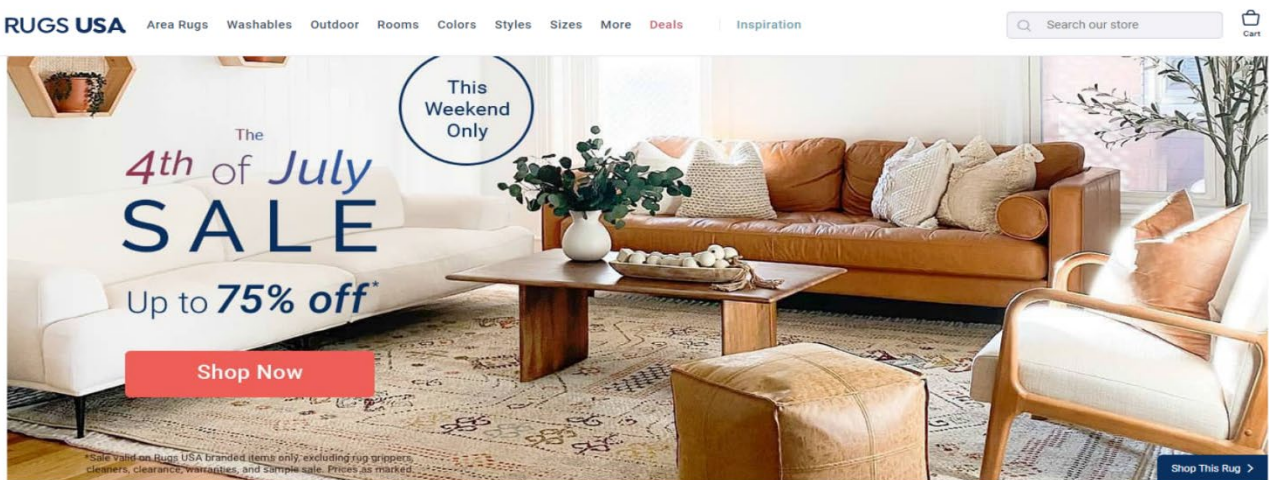 RUGS USA
Area Rugs Washables Outdoor Rooms Colors Styles Sizes More Deals Inspiration
Search our store
Cart
This
Weekend
Only
The
4th of July
SALE
Up to 75% off*
Shop Now
*Sale valid on Rugs USA branded items only, excluding rug grippers,
cleaners, clearance, warranties, and sample sale. Prices as marked.
Shop This Rug >